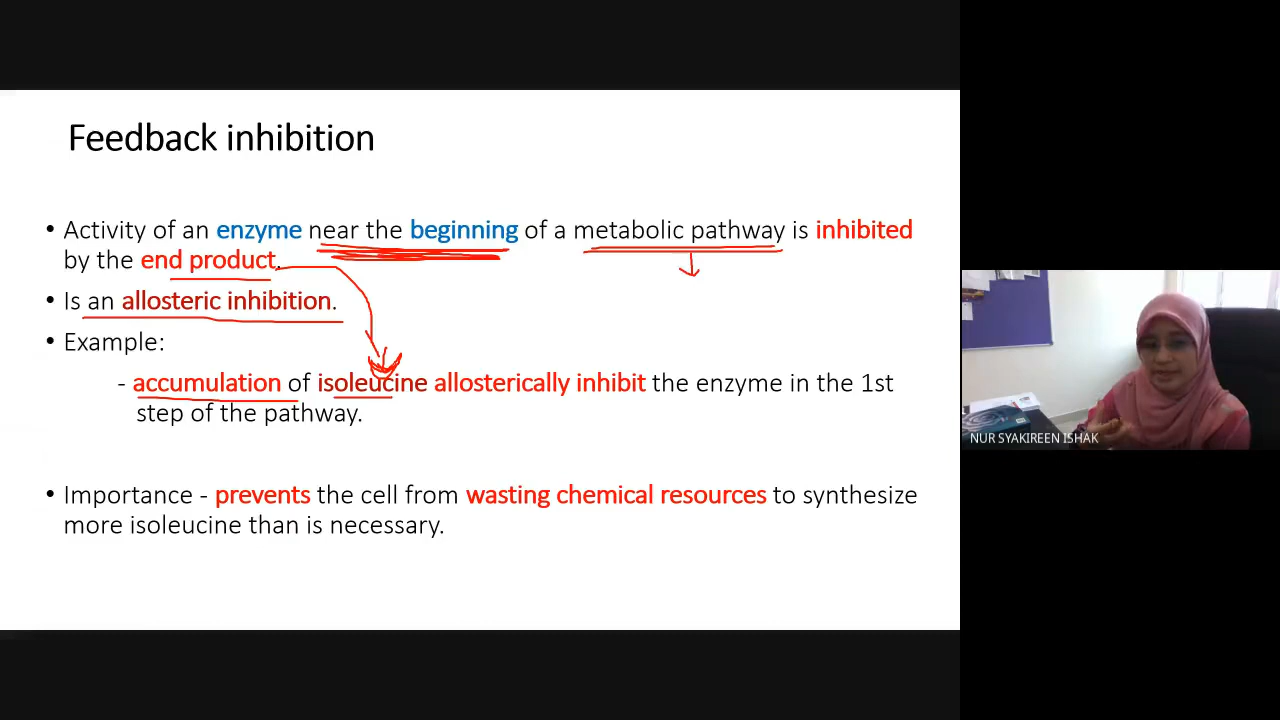 Feedback inhibition
• Activity of an enzyme near the beginning of a metabolic pathway is inhibited
by the end product.
• Is an allosteric inhibition.
• Example:
- accumulation of isoleucine allosterically inhibit the enzyme in the 1st
step of the pathway.
• Importance - prevents the cell from wasting chemical resources to synthesize
more isoleucine than is necessary.
NUR SYAKIREEN ISHAK